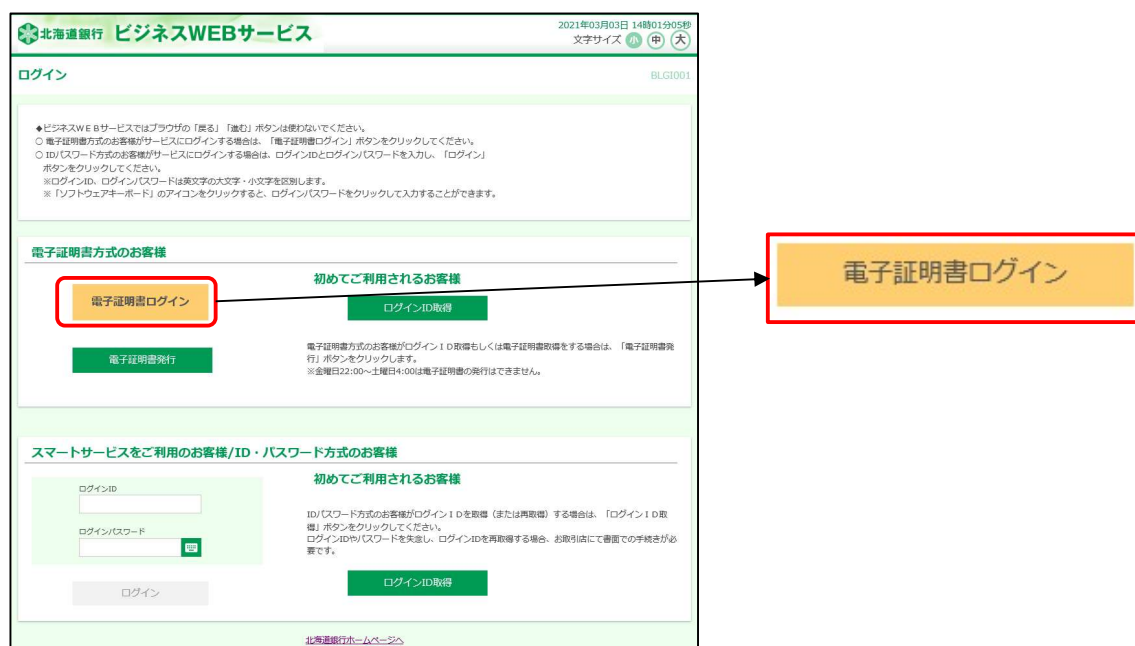 北海道銀行 ビジネスWEBサービス
2021年03月03日 14時01分05秒
文字サイズ 小 中 大
ログイン
BLGI001
◆ビジネスWEBサービスではブラウザの「戻る」「進む」ボタンは使わないでください。
○ 電子証明書方式のお客様がサービスにログインする場合は、「電子証明書ログイン」ボタンをクリックしてください。
○ ID/パスワード方式のお客様がサービスにログインする場合は、ログインIDとログインパスワードを入力し、「ログイン」
ボタンをクリックしてください。
※ログインID、ログインパスワードは英文字の大文字・小文字を区別します。
※「ソフトウェアキーボード」のアイコンをクリックすると、ログインパスワードをクリックして入力することができます。
電子証明書方式のお客様
電子証明書ログイン
初めてご利用されるお客様
ログインID取得
電子証明書発行
電子証明書方式のお客様がログインID取得もしくは電子証明書取得をする場合は、「電子証明書発
行」ボタンをクリックします。
※金曜日22:00~土曜日4:00は電子証明書の発行はできません。
電子証明書ログイン
スマートサービスをご利用のお客様/ID・パスワード方式のお客様
ログインID
ログインパスワード
ログイン
初めてご利用されるお客様
ID/パスワード方式のお客様がログインIDを取得(または再取得)する場合は、「ログインID取
得」ボタンをクリックしてください。
ログインIDやパスワードを失念し、ログインIDを再取得する場合、お取引店にて書面での手続きが必
要です。
ログインID取得
北海道銀行ホームページへ